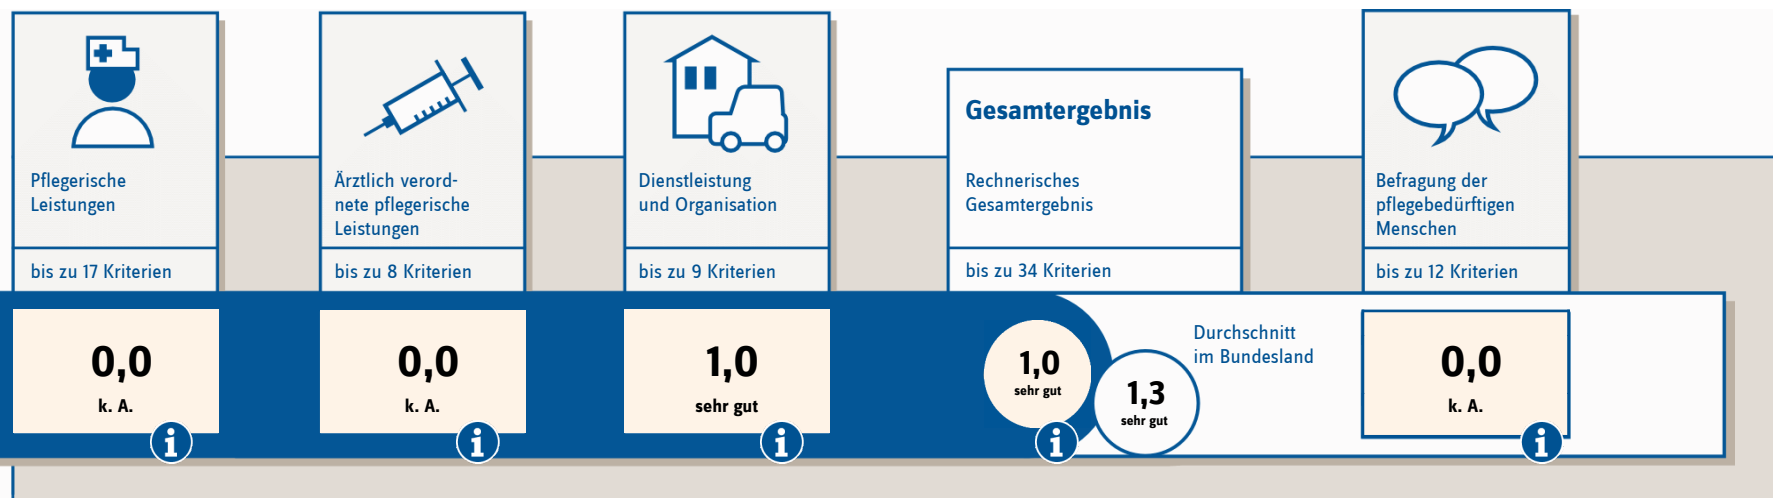 Pflegerische
Leistungen
bis zu 17 Kriterien
0,0
k. A.
Ärztlich verord-
nete pflegerische
Leistungen
bis zu 8 Kriterien
0,0
k. A.
Dienstleistung
und Organisation
bis zu 9 Kriterien
1,0
sehr gut
Gesamtergebnis
Rechnerisches
Gesamtergebnis
bis zu 34 Kriterien
1,0
sehr gut
1,3
sehr gut
Durchschnitt
im Bundesland
Befragung der
pflegebedürftigen
Menschen
bis zu 12 Kriterien
0,0
k. A.